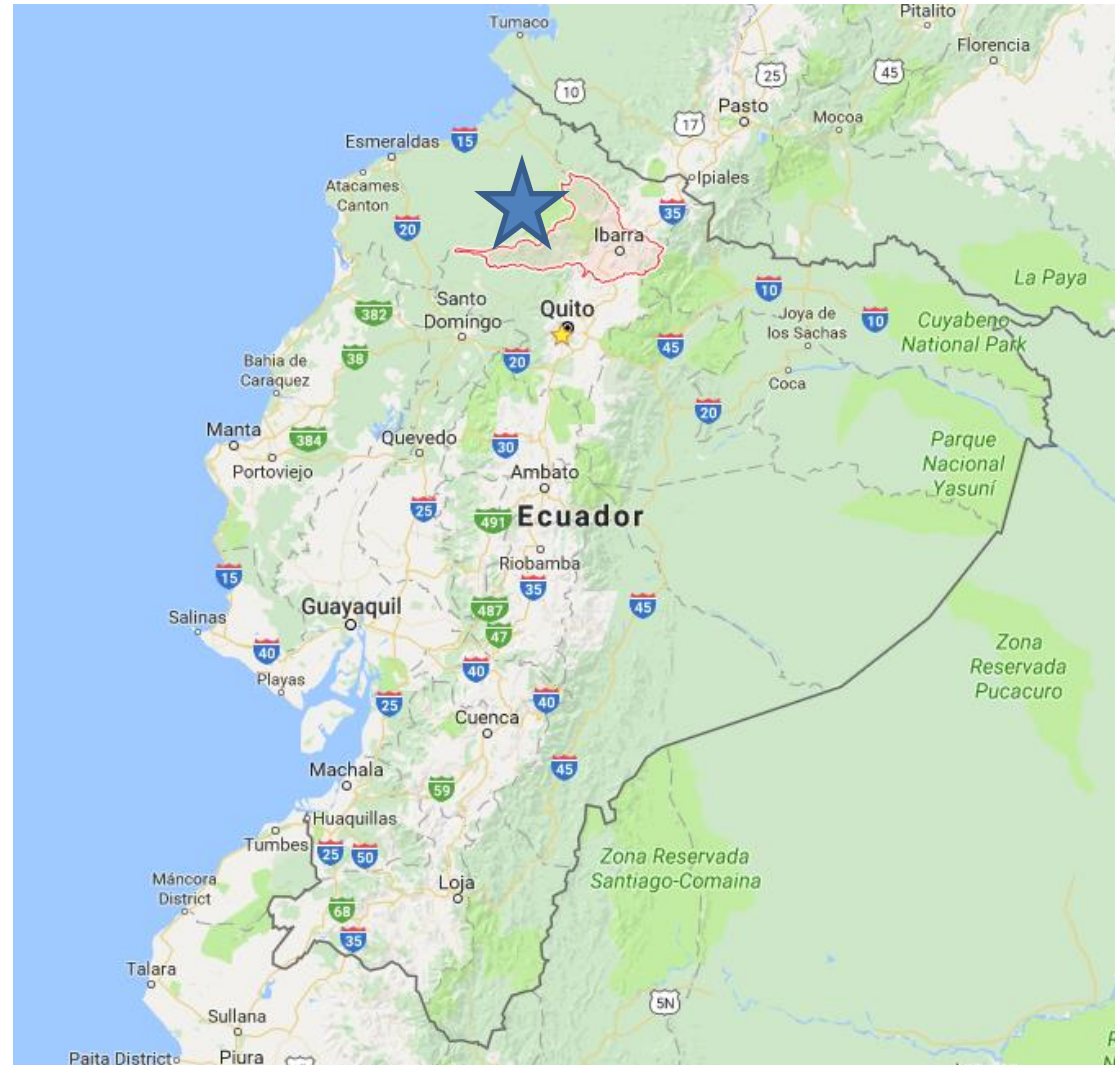 Tumaco
Pitalito
Florencia
25
45
10
Pasto
Mocoa
17
Esmeraldas
15
Ipiales
Atacames
Canton
35
20
Ibarra
La Paya
10
Santo
Domingo
382
Quito
Joya de
los Sachas
10
Cuyabeno
National Park
45
20
38
Bahia de
Caraquez
Coca
20
Manta
384
Quevedo
30
Portoviejo
Parque
Nacional
Yasuní
Ambato
25
491
Ecuador
Riobamba
15
35
Guayaquil
487
45
Salinas
47
40
Zona
Reservada
Pucacuro
40
Playas
25
40
Cuenca
45
Machala
59
Huaquillas
Tumbes
25
50
Zona Reservada
Santiago-Comaina
Máncora
District
Loja
68
35
Talara
5N
Sullana
Paita District
Piura